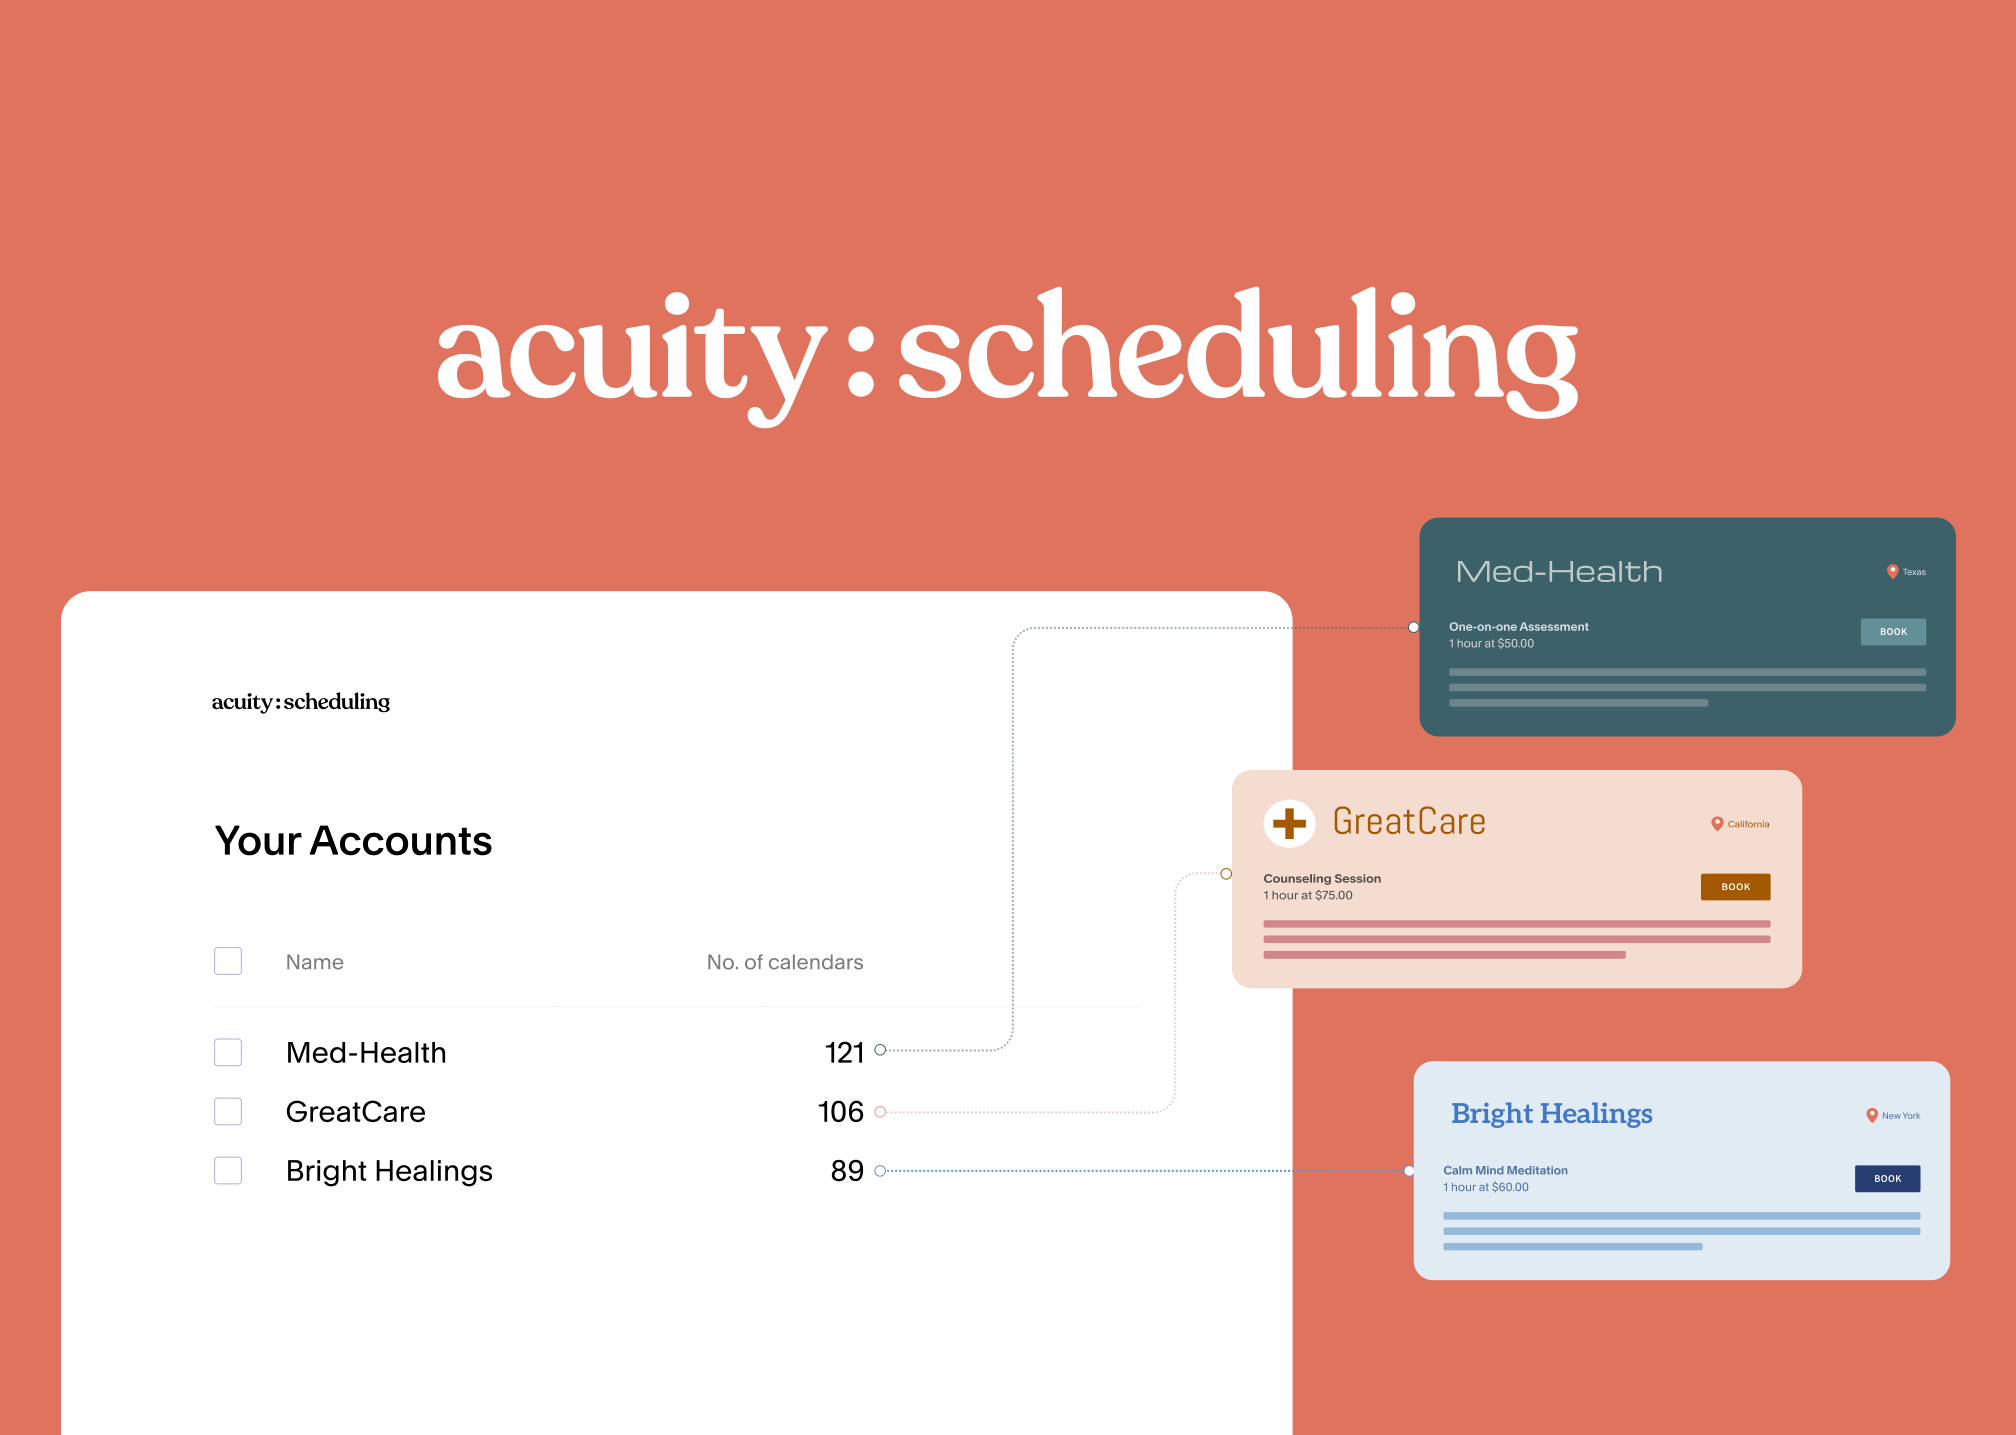 acuity:scheduling
acuity:scheduling
Your Accounts
Name No. of calendars
Med-Health 121
GreatCare 106
Bright Healings 89
Med-Health
Texas
One-on-one Assessment
1 hour at $50.00
BOOK
GreatCare
California
Counseling Session
1 hour at $75.00
BOOK
Bright Healings
New York
Calm Mind Meditation
1 hour at $60.00
BOOK